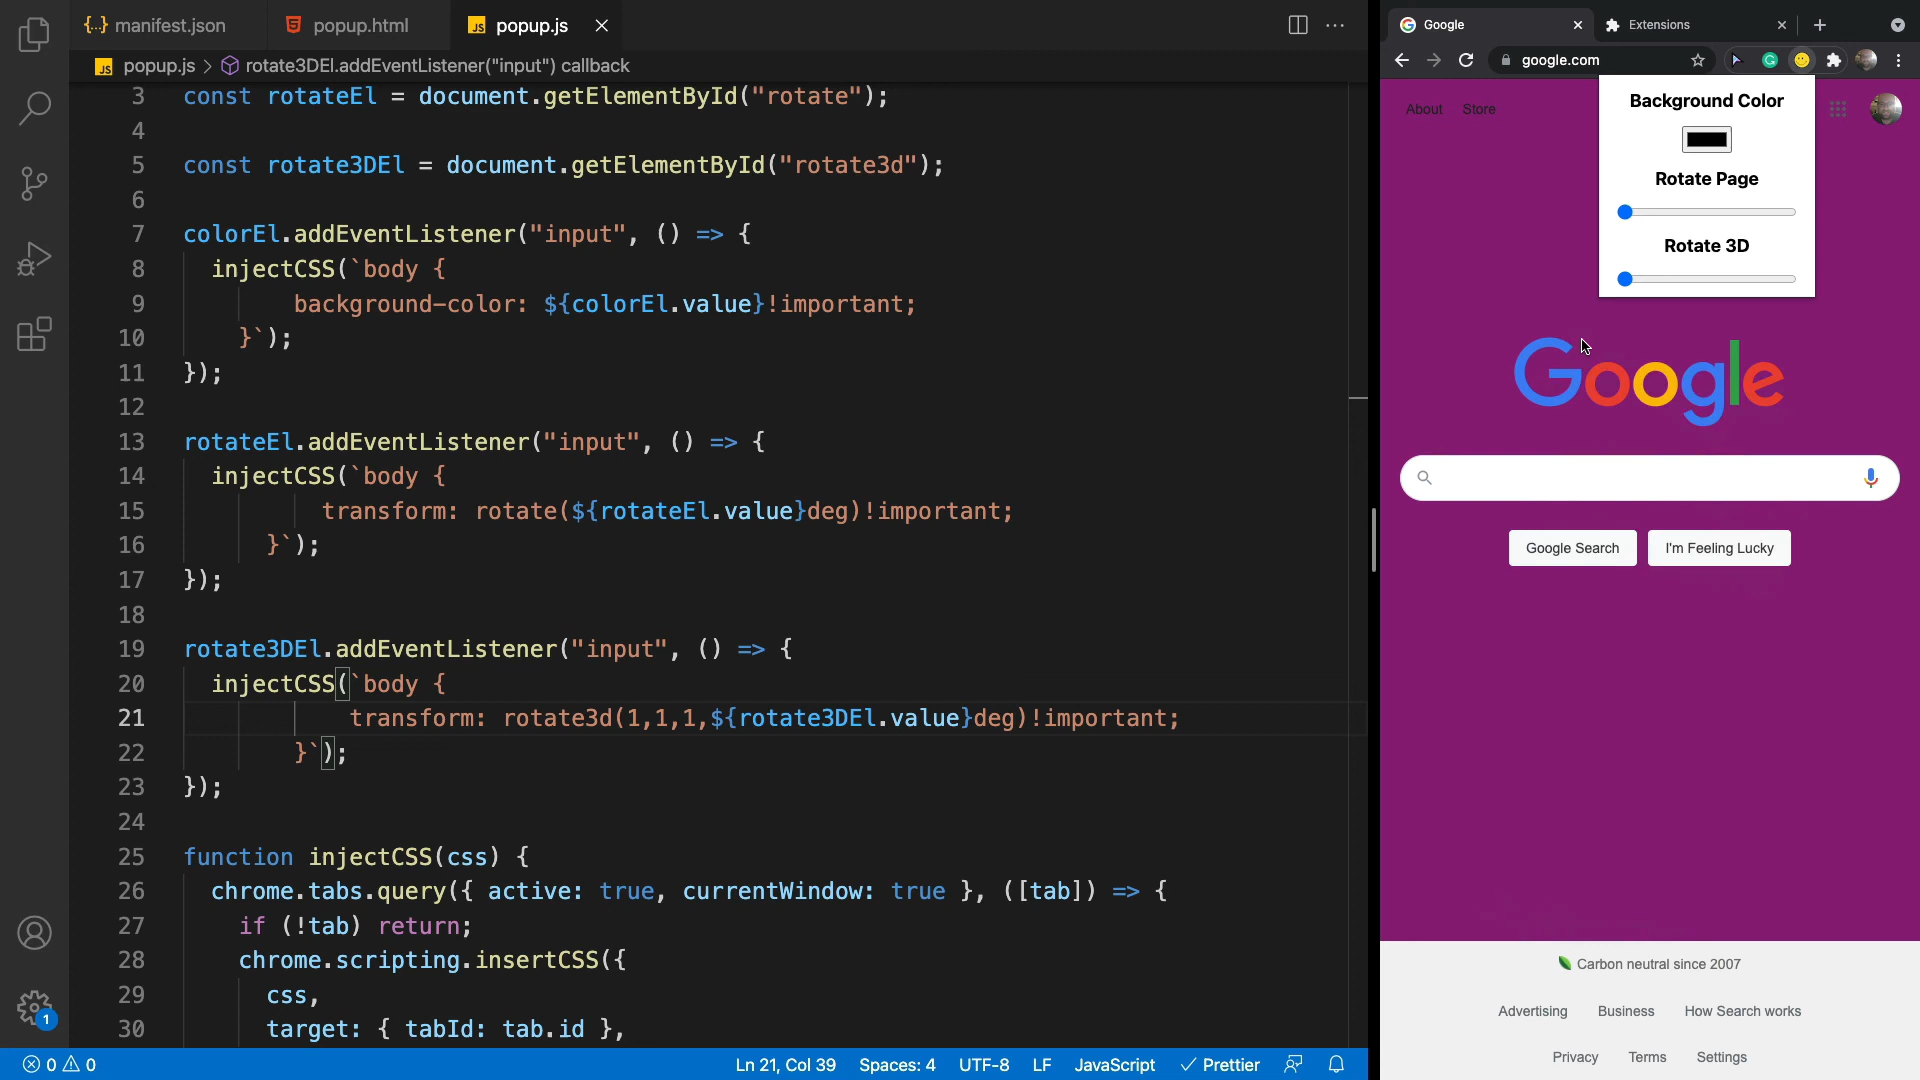 manifest.json popup.html popup.js
popup.js > rotate3DEl.addEventListener("input") callback
3 const rotateEl = document.getElementById("rotate");
4
5 const rotate3DEl = document.getElementById("rotate3d");
6
7 colorEl.addEventListener("input", () => {
8 injectCSS(`body {
9 background-color: ${colorEl.value}!important;
10 }`);
11 });
12
13 rotateEl.addEventListener("input", () => {
14 injectCSS(`body {
15 transform: rotate(${rotateEl.value}deg)!important;
16 }`);
17 });
18
19 rotate3DEl.addEventListener("input", () => {
20 injectCSS(`body {
21 transform: rotate3d(1,1,1,${rotate3DEl.value}deg)!important;
22 }`);
23 });
24
25 function injectCSS(css) {
26 chrome.tabs.query({ active: true, currentWindow: true }, ([tab]) => {
27 if (!tab) return;
28 chrome.scripting.insertCSS({
29 css,
30 target: { tabId: tab.id },
1
0 0 Ln 21, Col 39 Spaces: 4 UTF-8 LF JavaScript Prettier
Google Extensions
google.com
About Store
Background Color
Rotate Page
Rotate 3D
Google
Google Search I'm Feeling Lucky
Carbon neutral since 2007
Advertising Business How Search works
Privacy Terms Settings